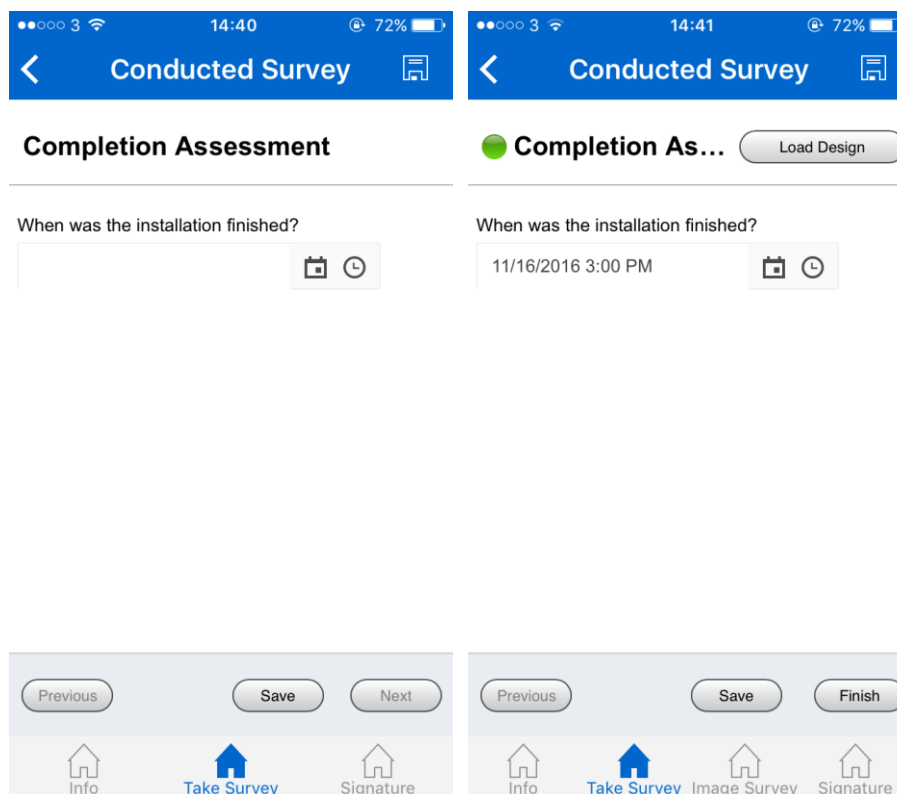 3 14:40 72%
Conducted Survey
Completion Assessment
When was the installation finished?
Previous Save Next
Info Take Survey Signature
3 14:41 72%
Conducted Survey
Completion As... Load Design
When was the installation finished?
11/16/2016 3:00 PM
Previous Save Finish
Info Take Survey Image Survey Signature